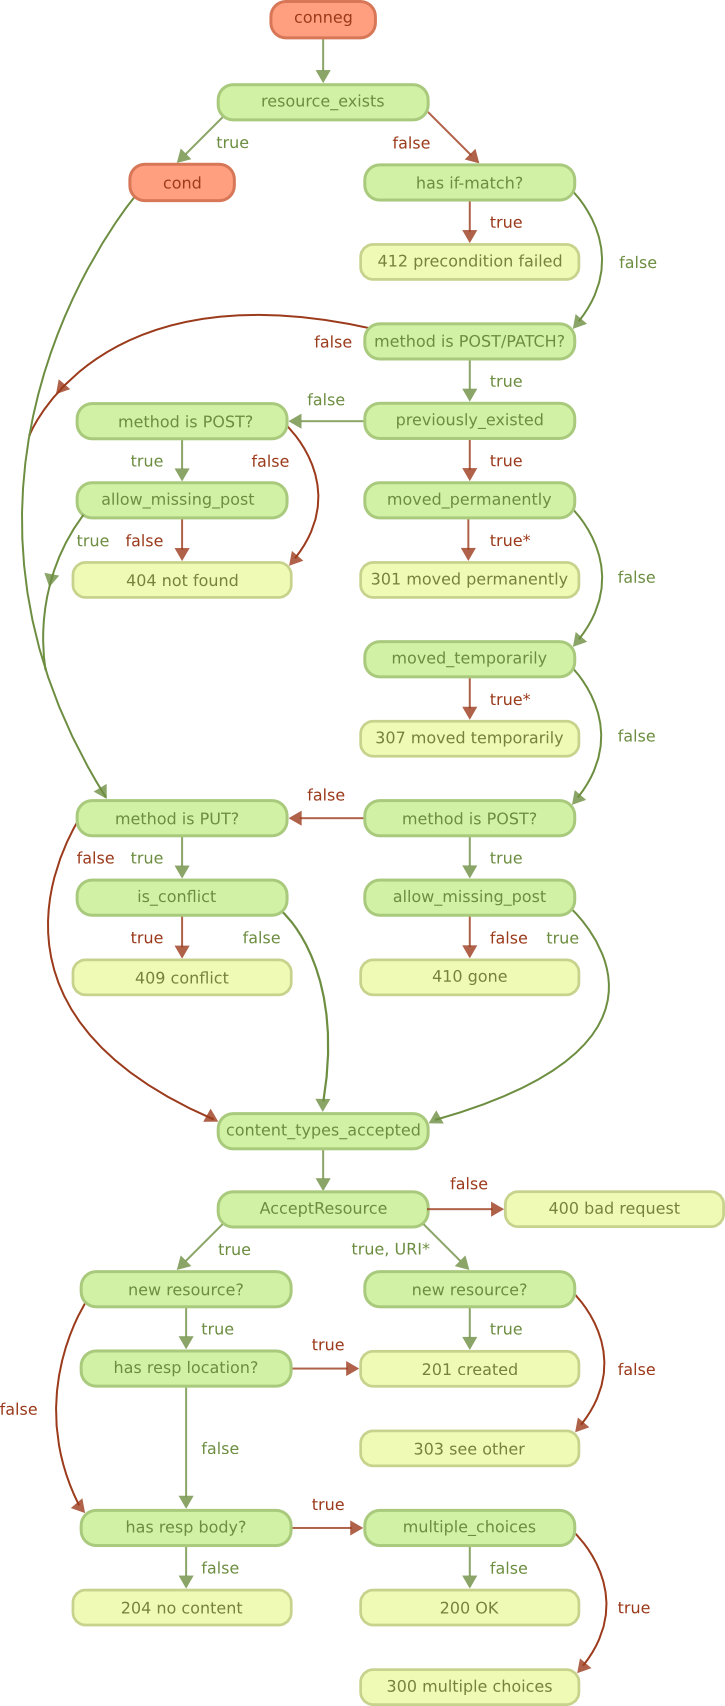 conneg
resource_exists
true
false
cond
has if-match?
true
412 precondition failed
false
method is POST/PATCH?
false
true
false
method is POST?
previously_existed
true
false
true
allow_missing_post
moved_permanently
true
false
true*
404 not found
301 moved permanently
false
moved_temporarily
true*
307 moved temporarily
false
false
method is PUT?
method is POST?
false
true
true
is_conflict
allow_missing_post
true
false
false
true
409 conflict
410 gone
content_types_accepted
false
AcceptResource
400 bad request
true
true, URI*
new resource?
new resource?
true
true
true
has resp location?
201 created
false
false
303 see other
false
true
has resp body?
multiple_choices
false
false
204 no content
200 OK
true
300 multiple choices